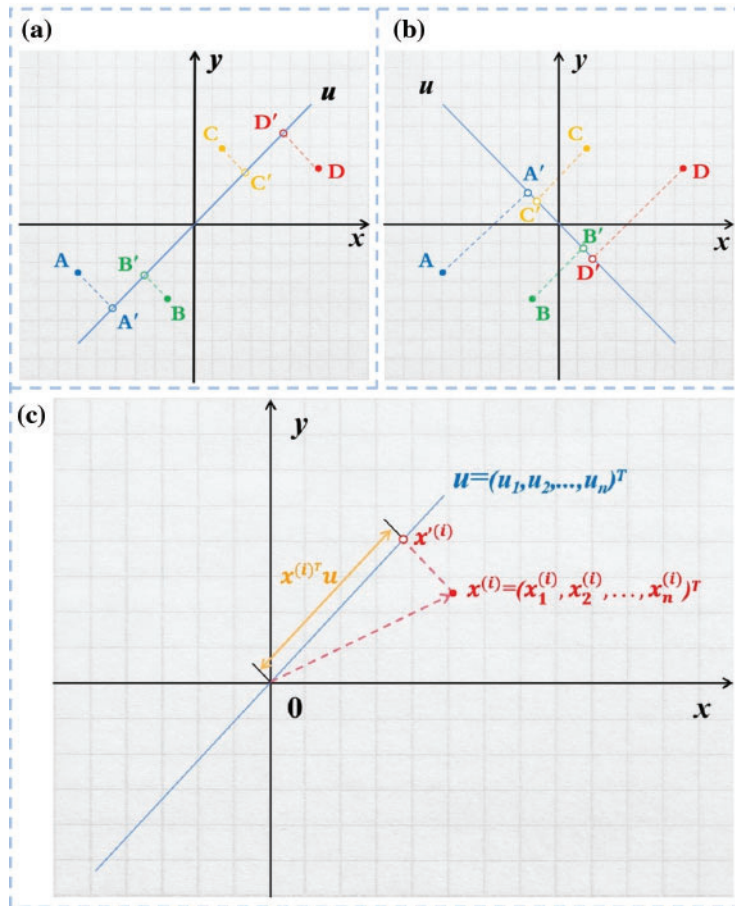 (a)
y
u
D′
C
C′
D
x
A
B′
A′
B
(b)
y
u
C
A′
D
C′
x
B′
A
D′
B
(c)
y
u=(u₁,u₂,...,uₙ)ᵀ
x′⁽ⁱ⁾
x⁽ⁱ⁾ᵀu
x⁽ⁱ⁾=(x₁⁽ⁱ⁾,x₂⁽ⁱ⁾,...,xₙ⁽ⁱ⁾)ᵀ
0
x